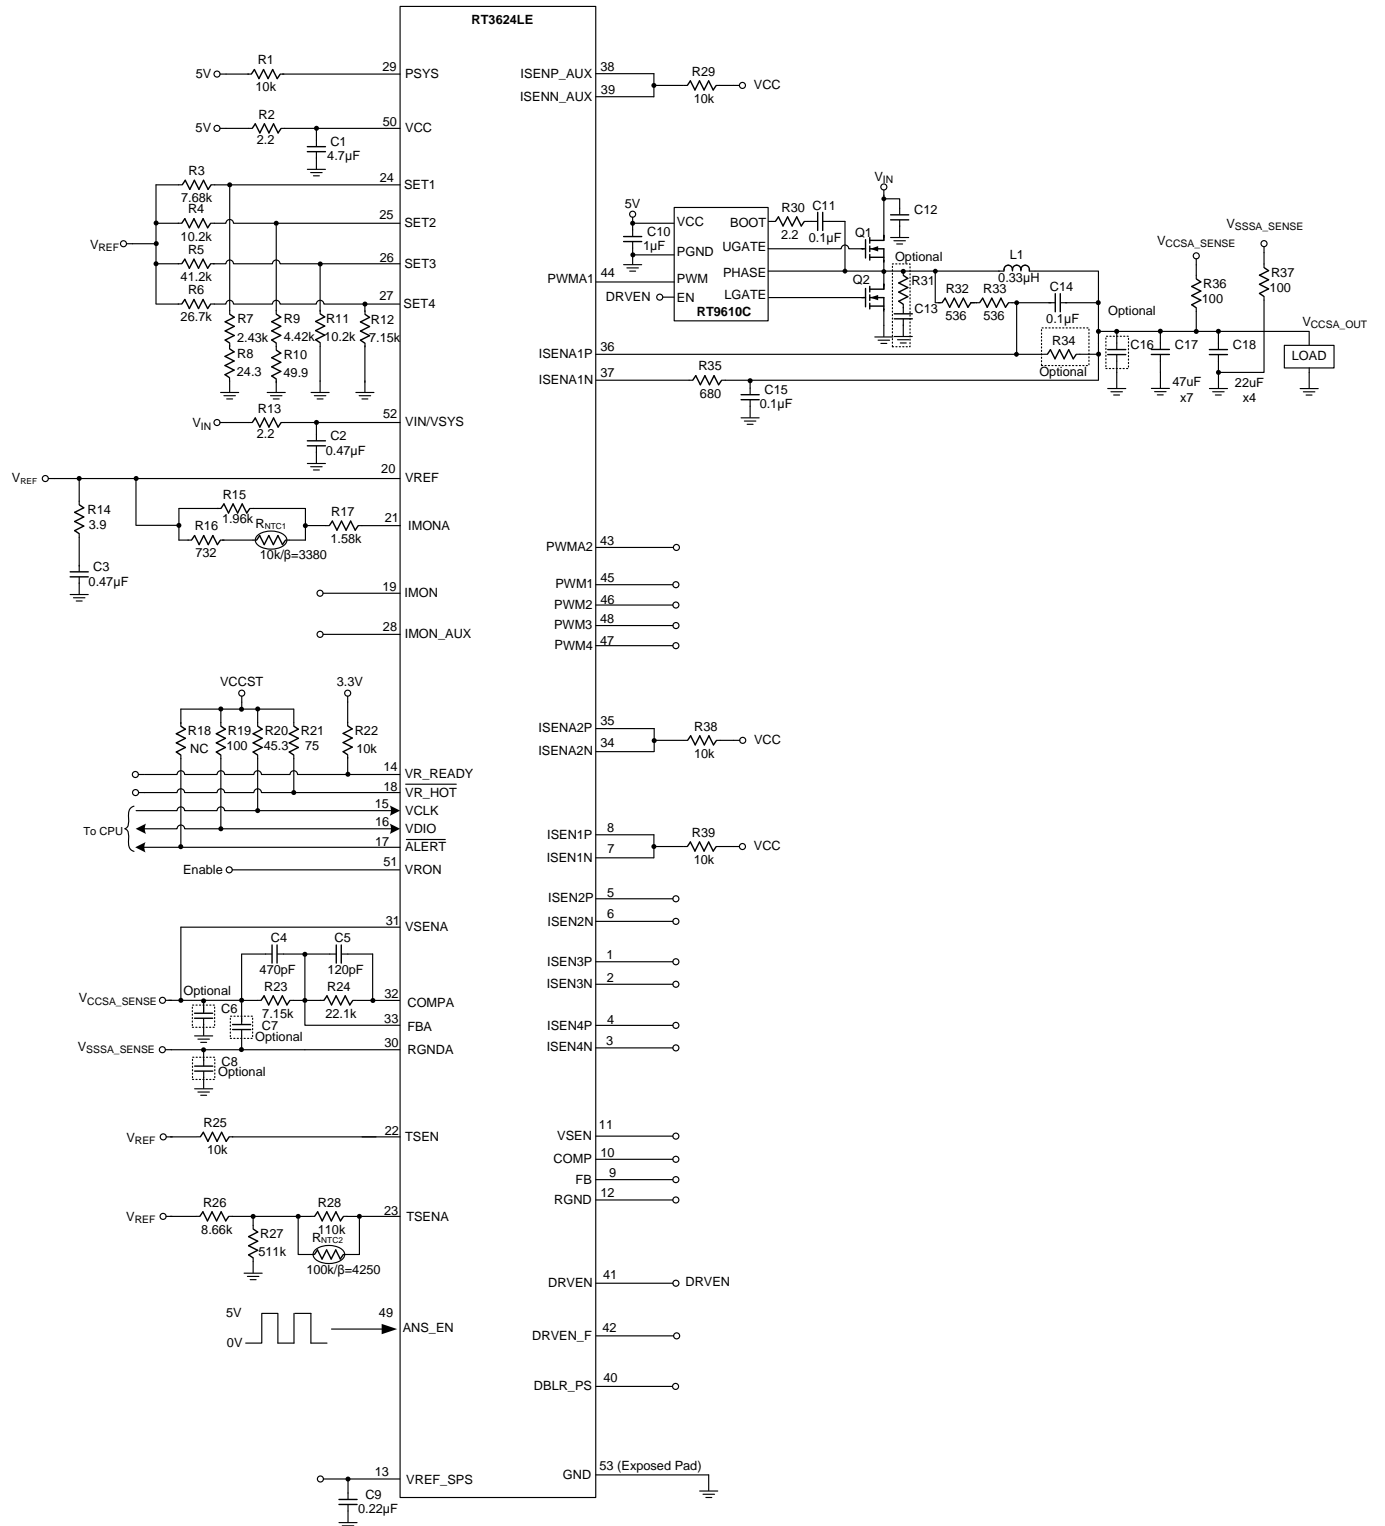 RT3624LE
5V
R1
10k
29
PSYS
5V
R2
2.2
50
VCC
C1
4.7µF
R3
7.68k
24
SET1
R4
10.2k
25
SET2
VREF
R5
41.2k
26
SET3
R6
26.7k
27
SET4
R7
2.43k
R8
24.3
R9
4.42k
R10
49.9
R11
10.2k
R12
7.15k
VIN
R13
2.2
52
VIN/VSYS
C2
0.47µF
VREF
20
VREF
R14
3.9
C3
0.47µF
R15
1.96k
R16
732
RNTC1
10k/β=3380
R17
1.58k
21
IMONA
19
IMON
28
IMON_AUX
VCCST
3.3V
R18
NC
R19
100
R20
45.3
R21
75
R22
10k
14
VR_READY
18
VR_HOT
15
VCLK
To CPU
16
VDIO
17
ALERT
Enable
51
VRON
31
VSENA
C4
470pF
C5
120pF
VCCSA_SENSE
Optional
C6
R23
7.15k
R24
22.1k
32
COMPA
33
FBA
C7
Optional
VSSSA_SENSE
30
RGNDA
C8
Optional
VREF
R25
10k
22
TSEN
VREF
R26
8.66k
R27
511k
R28
110k
RNTC2
100k/β=4250
23
TSENA
5V
0V
49
ANS_EN
13
VREF_SPS
C9
0.22µF
ISENP_AUX
38
ISENN_AUX
39
R29
10k
VCC
PWMA1
44
5V
C10
1µF
DRVEN
VCC
PGND
PWM
EN
BOOT
UGATE
PHASE
LGATE
RT9610C
R30
2.2
C11
0.1µF
VIN
C12
Q1
Q2
Optional
R31
C13
R32
536
R33
536
L1
0.33µH
C14
0.1µF
R34
Optional
ISENA1P
36
ISENA1N
37
R35
680
C15
0.1µF
Optional
C16
C17
47uF
x7
C18
22uF
x4
VCCSA_SENSE
R36
100
VSSSA_SENSE
R37
100
VCCSA_OUT
LOAD
PWMA2
43
PWM1
45
PWM2
46
PWM3
48
PWM4
47
ISENA2P
35
ISENA2N
34
R38
10k
VCC
ISEN1P
8
ISEN1N
7
R39
10k
VCC
ISEN2P
5
ISEN2N
6
ISEN3P
1
ISEN3N
2
ISEN4P
4
ISEN4N
3
VSEN
11
COMP
10
FB
9
RGND
12
DRVEN
41
DRVEN
DRVEN_F
42
DBLR_PS
40
GND
53 (Exposed Pad)